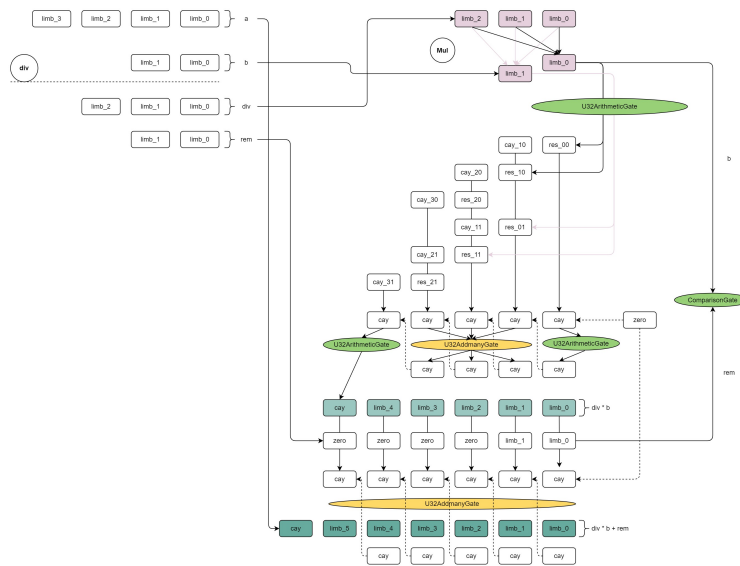 limb_3 limb_2 limb_1 limb_0 a
limb_2 limb_1 limb_0
Mul
div
limb_1 limb_0 b
limb_0
limb_1
limb_2 limb_1 limb_0 div
U32ArithmeticGate
limb_1 limb_0 rem
cay_10 res_00
b
cay_20 res_10
cay_30 res_20
cay_11 res_01
cay_21 res_11
cay_31 res_21
ComparisonGate
cay cay cay cay cay zero
U32ArithmeticGate U32AddmanyGate U32ArithmeticGate
cay cay cay cay
rem
cay limb_4 limb_3 limb_2 limb_1 limb_0 div * b
zero zero zero zero limb_1 limb_0
cay cay cay cay cay cay
U32AddmanyGate
cay limb_5 limb_4 limb_3 limb_2 limb_1 limb_0 div * b + rem
cay cay cay cay cay